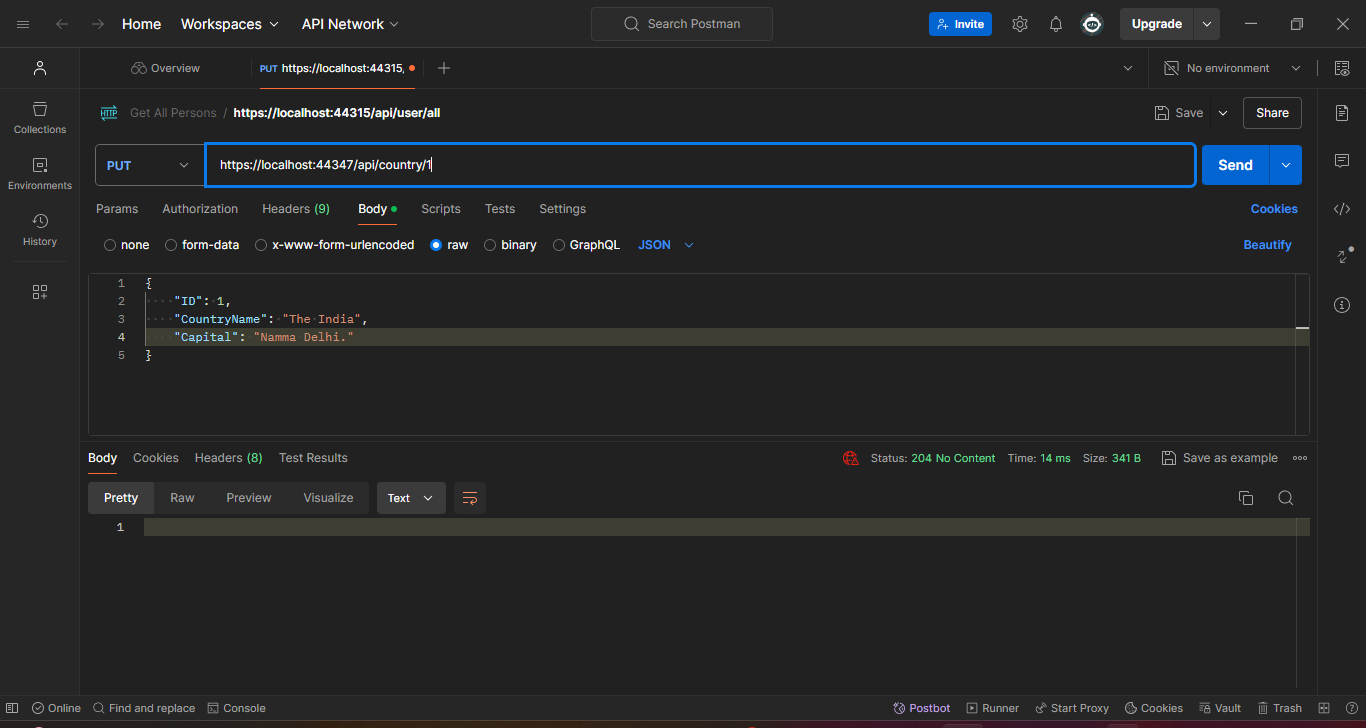 Home Workspaces API Network Search Postman Invite Upgrade
Overview PUT https://localhost:44315, No environment
HTTP Get All Persons / https://localhost:44315/api/user/all Save Share
Collections
PUT https://localhost:44347/api/country/1 Send
Environments
Params Authorization Headers (9) Body Scripts Tests Settings Cookies
History
none form-data x-www-form-urlencoded raw binary GraphQL JSON Beautify
1 {
2 ····"ID":·1,
3 ····"CountryName":·"The·India",
4 ····"Capital":·"Namma Delhi."
5 }
Body Cookies Headers (8) Test Results Status: 204 No Content Time: 14 ms Size: 341 B Save as example
Pretty Raw Preview Visualize Text
1
Online Find and replace Console Postbot Runner Start Proxy Cookies Vault Trash